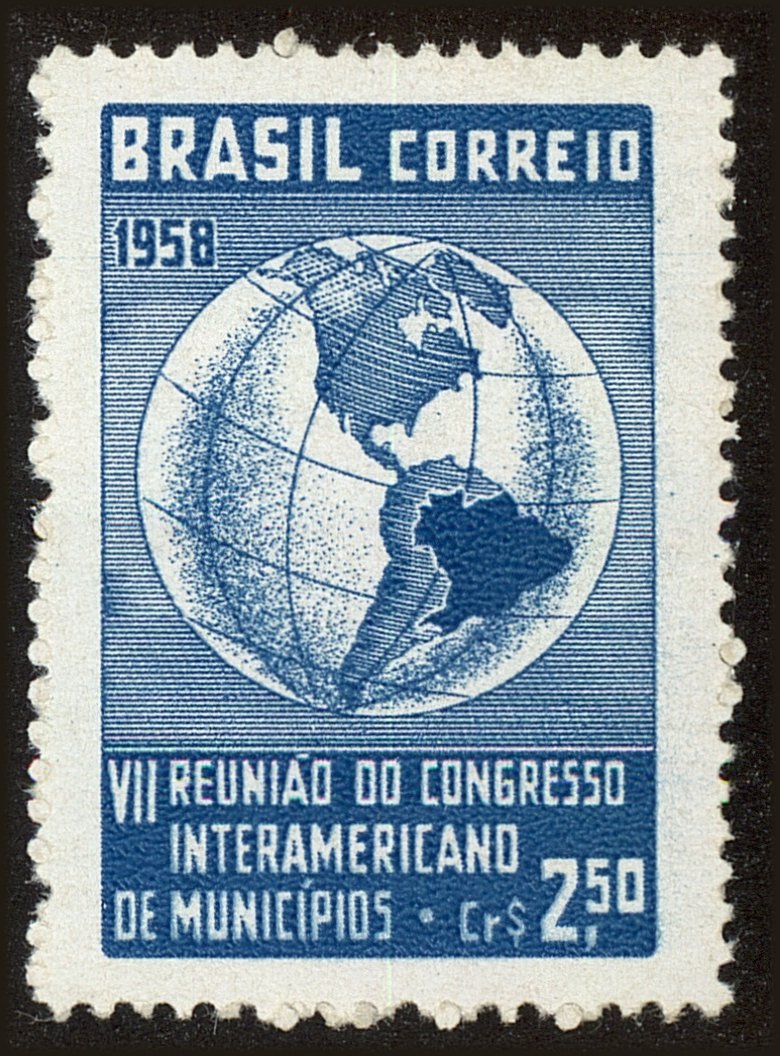 BRASIL CORREIO
1958
VII REUNIÃO DO CONGRESSO
INTERAMERICANO
DE MUNICÍPIOS • Cr$ 2,50